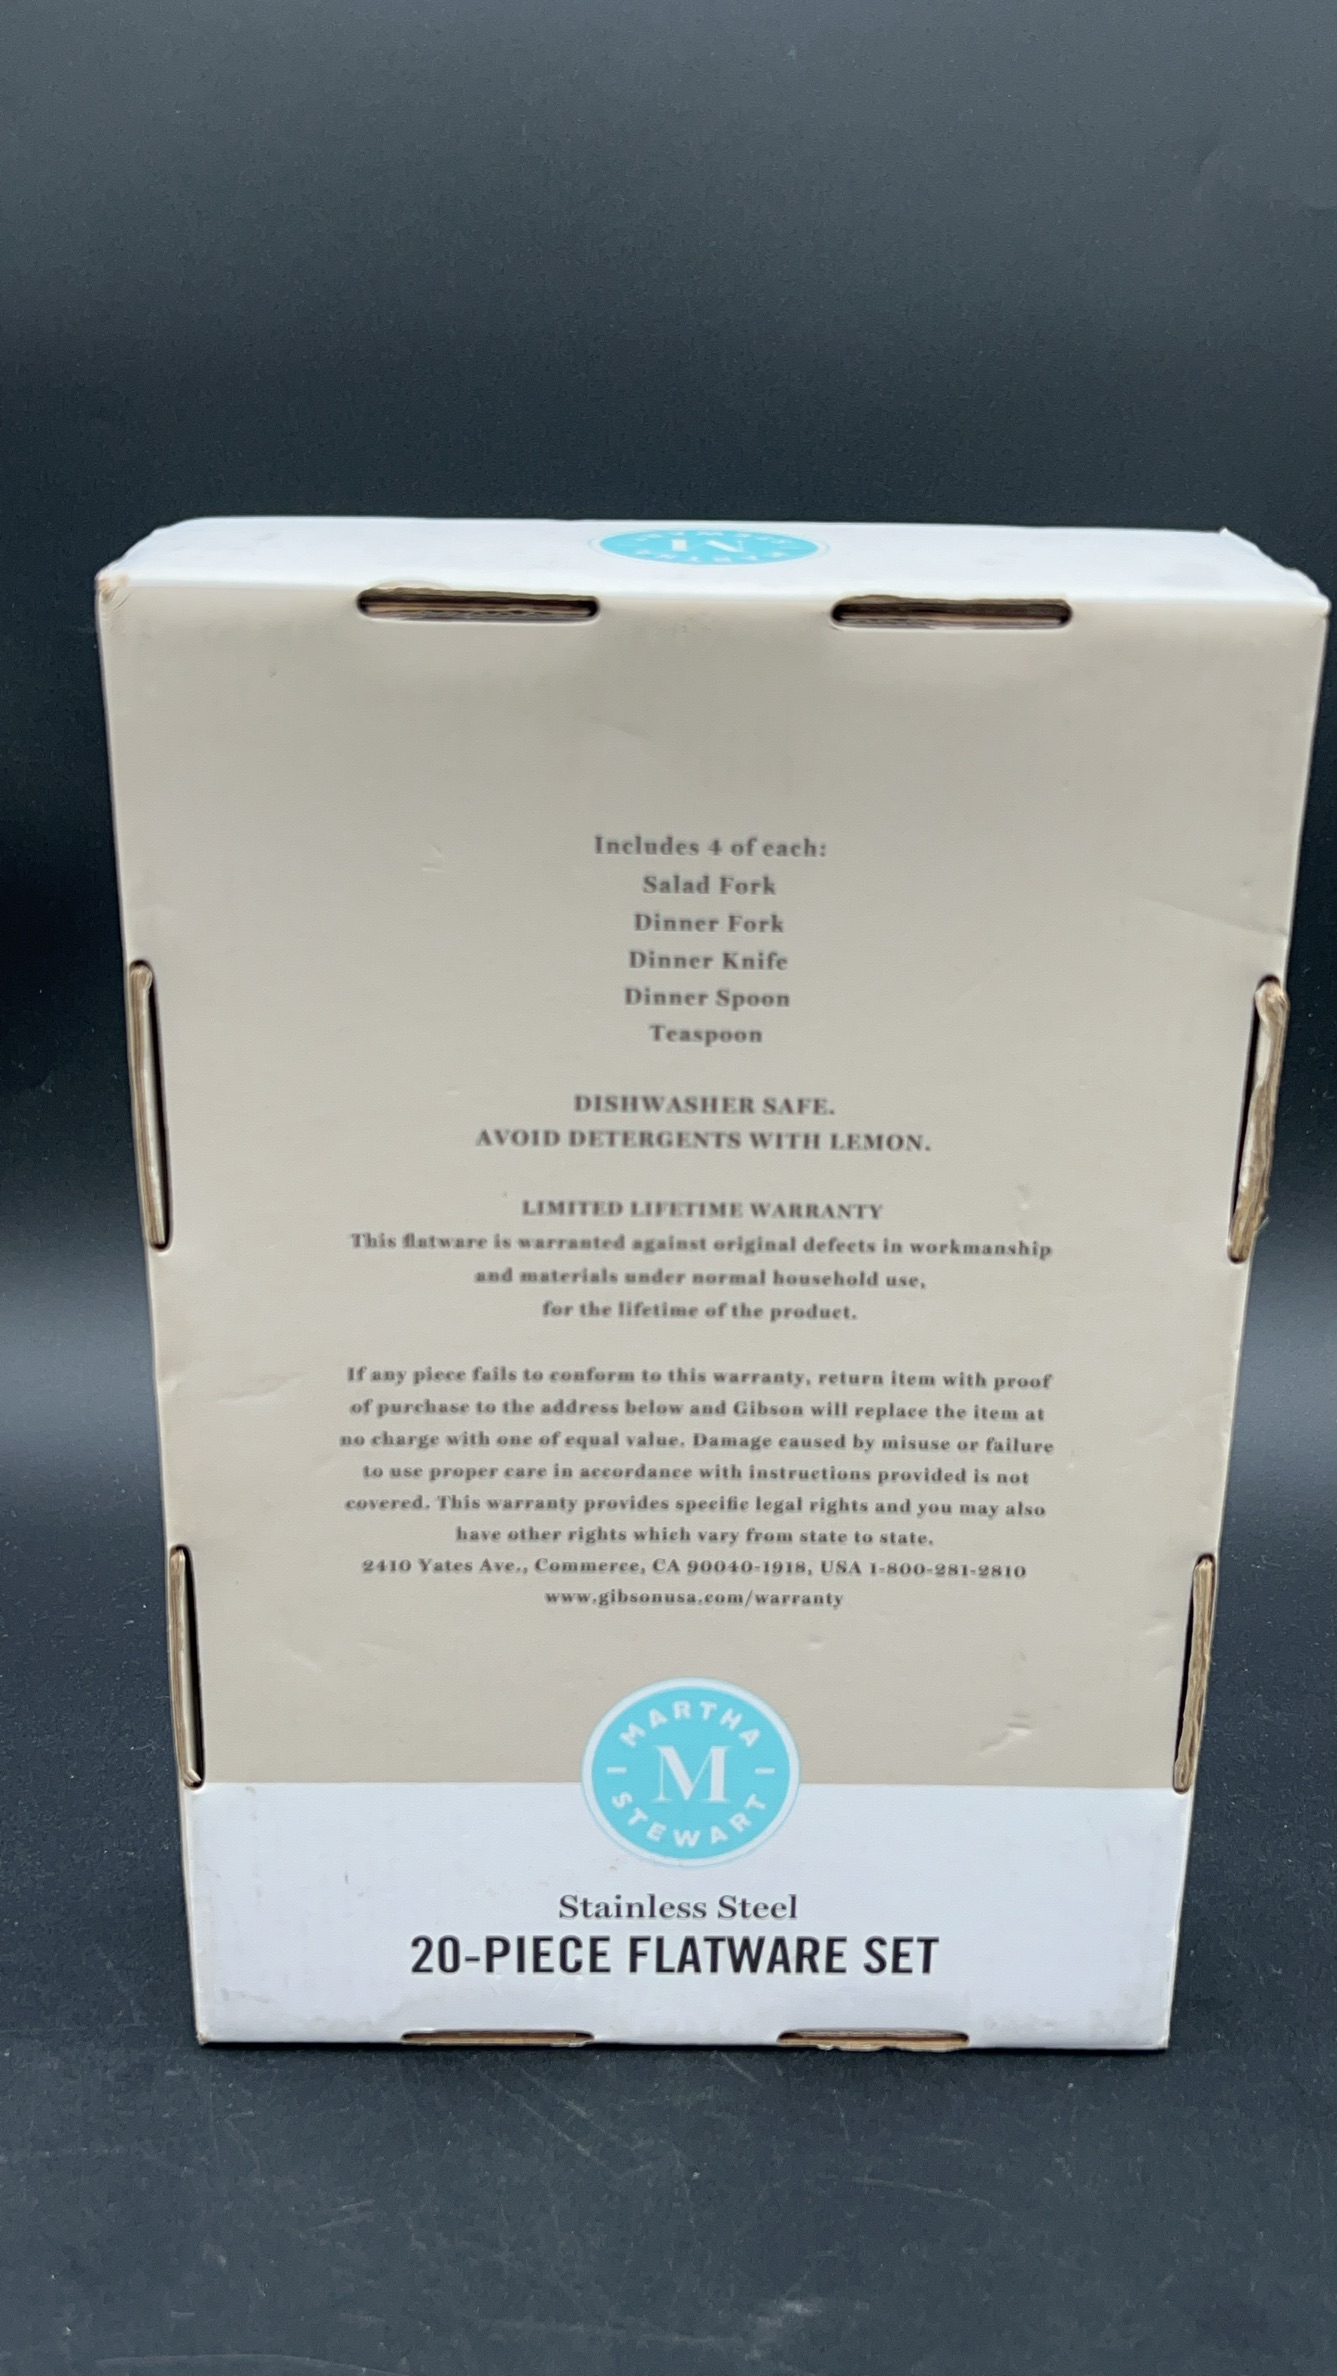 Includes 4 of each:
Salad Fork
Dinner Fork
Dinner Knife
Dinner Spoon
Teaspoon
DISHWASHER SAFE.
AVOID DETERGENTS WITH LEMON.
LIMITED LIFETIME WARRANTY
This flatware is warranted against original defects in workmanship
and materials under normal household use,
for the lifetime of the product.
If any piece fails to conform to this warranty, return item with proof
of purchase to the address below and Gibson will replace the item at
no charge with one of equal value. Damage caused by misuse or failure
to use proper care in accordance with instructions provided is not
covered. This warranty provides specific legal rights and you may also
have other rights which vary from state to state.
2410 Yates Ave., Commerce, CA 90040-1918, USA 1-800-281-2810
www.gibsonusa.com/warranty
MARTHA
M
STEWART
Stainless Steel
20-PIECE FLATWARE SET